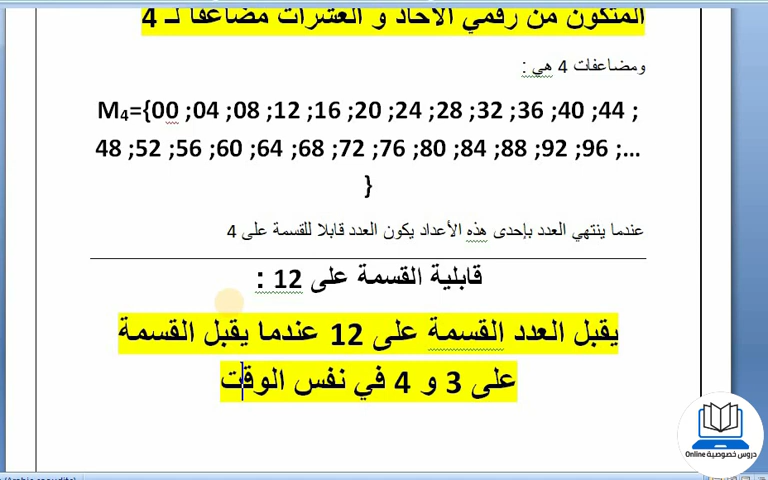 المتكون من رقمي الآحاد و العشرات مضاعفا لـ 4
ومضاعفات 4 هي :
M₄={00 ;04 ;08 ;12 ;16 ;20 ;24 ;28 ;32 ;36 ;40 ;44 ;
48 ;52 ;56 ;60 ;64 ;68 ;72 ;76 ;80 ;84 ;88 ;92 ;96 ;...
}
عندما ينتهي العدد بإحدى هذه الأعداد يكون العدد قابلا للقسمة على 4
قابلية القسمة على 12 :
يقبل العدد القسمة على 12 عندما يقبل القسمة
على 3 و 4 في نفس الوقت
دروس خصوصية Online